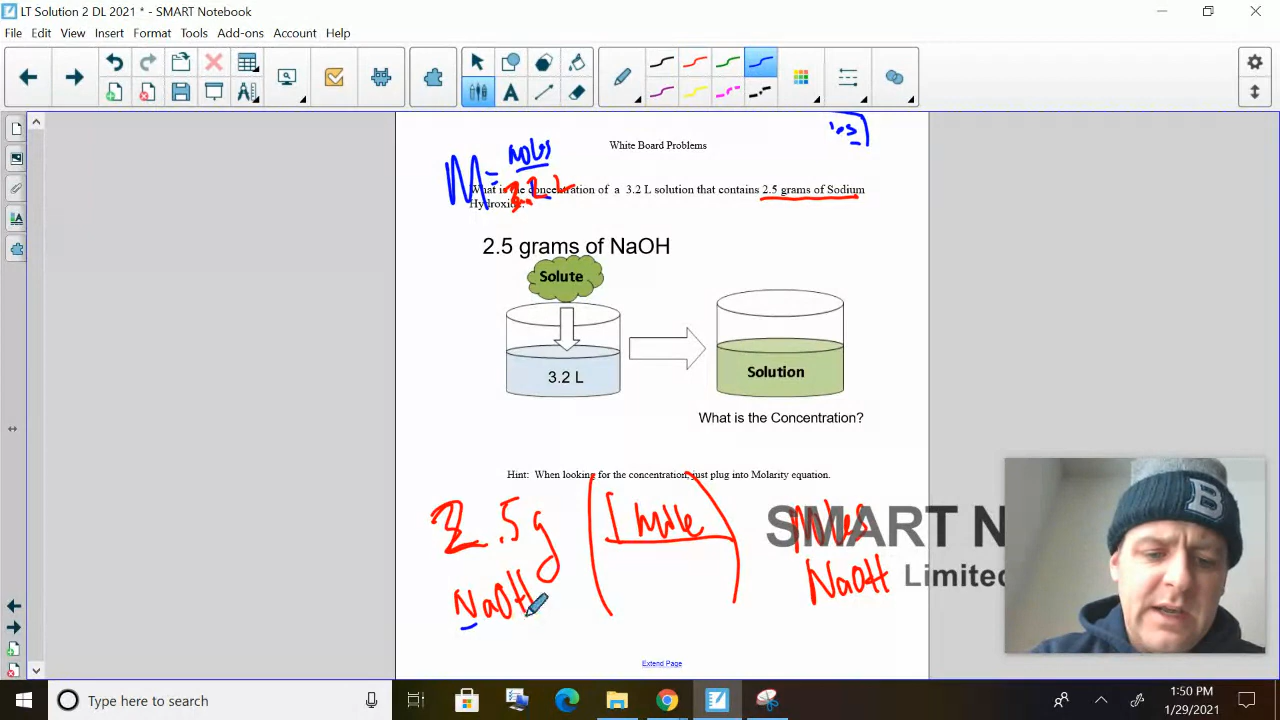 LT Solution 2 DL 2021 * - SMART Notebook
File Edit View Insert Format Tools Add-ons Account Help
White Board Problems
M = moles
3.2 L
What is the concentration of a 3.2 L solution that contains 2.5 grams of Sodium
Hydroxide.
2.5 grams of NaOH
Solute
3.2 L
Solution
What is the Concentration?
Hint: When looking for the concentration, just plug into Molarity equation.
2.5g ( 1 mole ) Moles
NaOH NaOH
SMART N
Limited
B
Extend Page
Type here to search
1:50 PM
1/29/2021